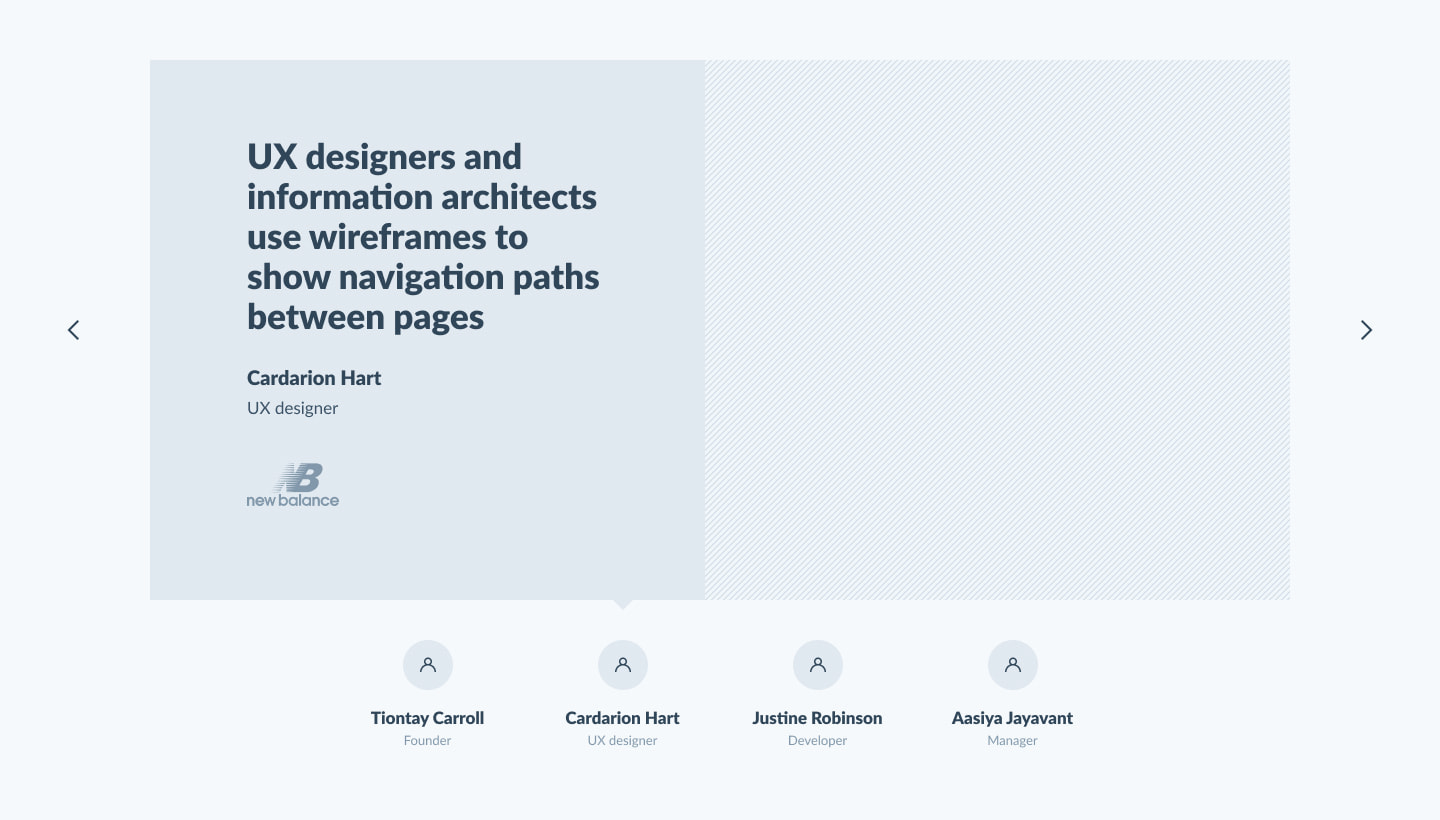 UX designers and
information architects
use wireframes to
show navigation paths
between pages
Cardarion Hart
UX designer
NB
new balance
Tiontay Carroll
Founder
Cardarion Hart
UX designer
Justine Robinson
Developer
Aasiya Jayavant
Manager